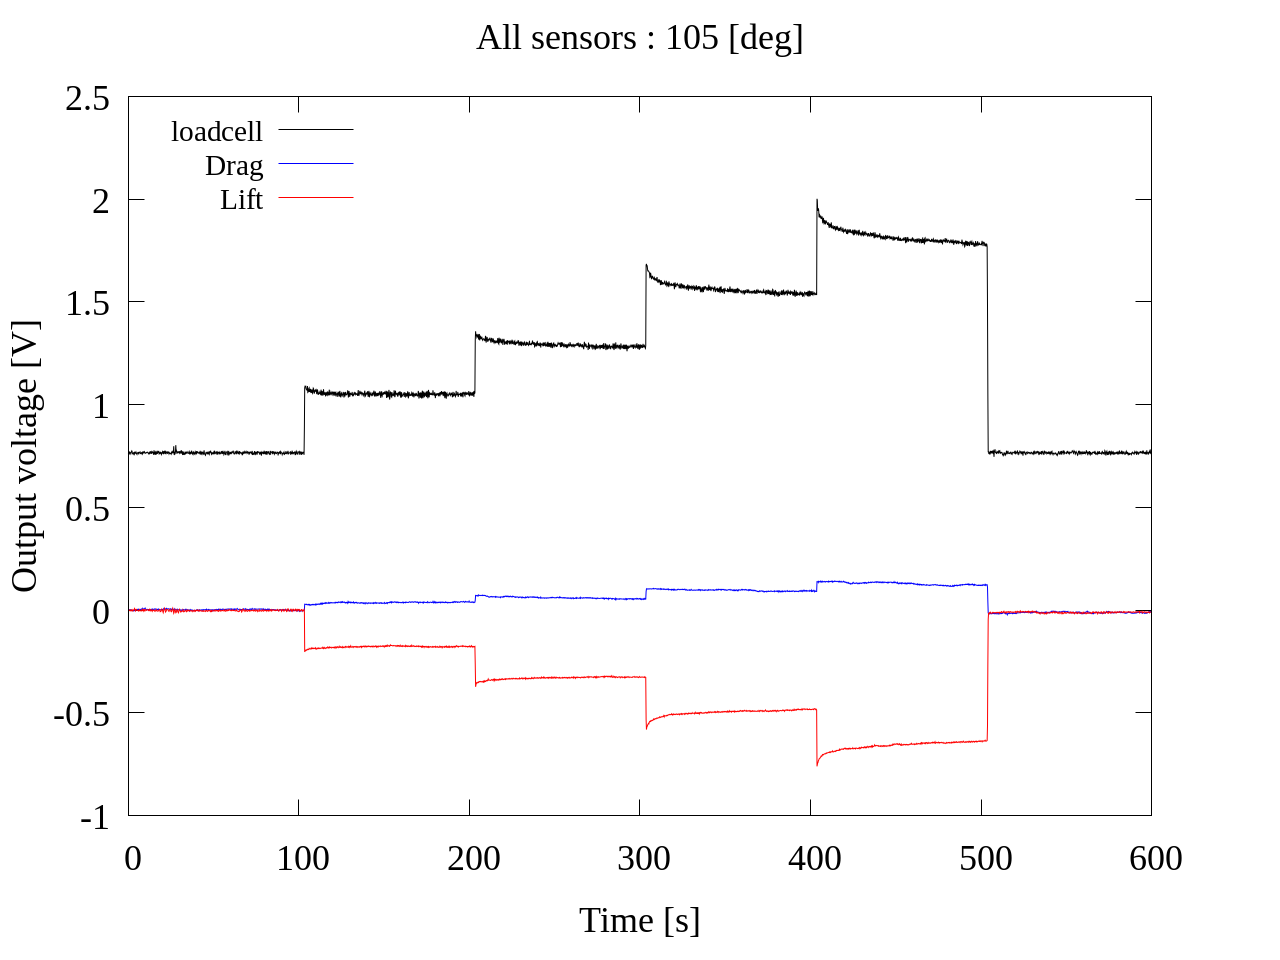 All sensors : 105 [deg]
2.5
2
1.5
1
0.5
0
-0.5
-1
loadcell
Drag
Lift
Output voltage [V]
0 100 200 300 400 500 600
Time [s]